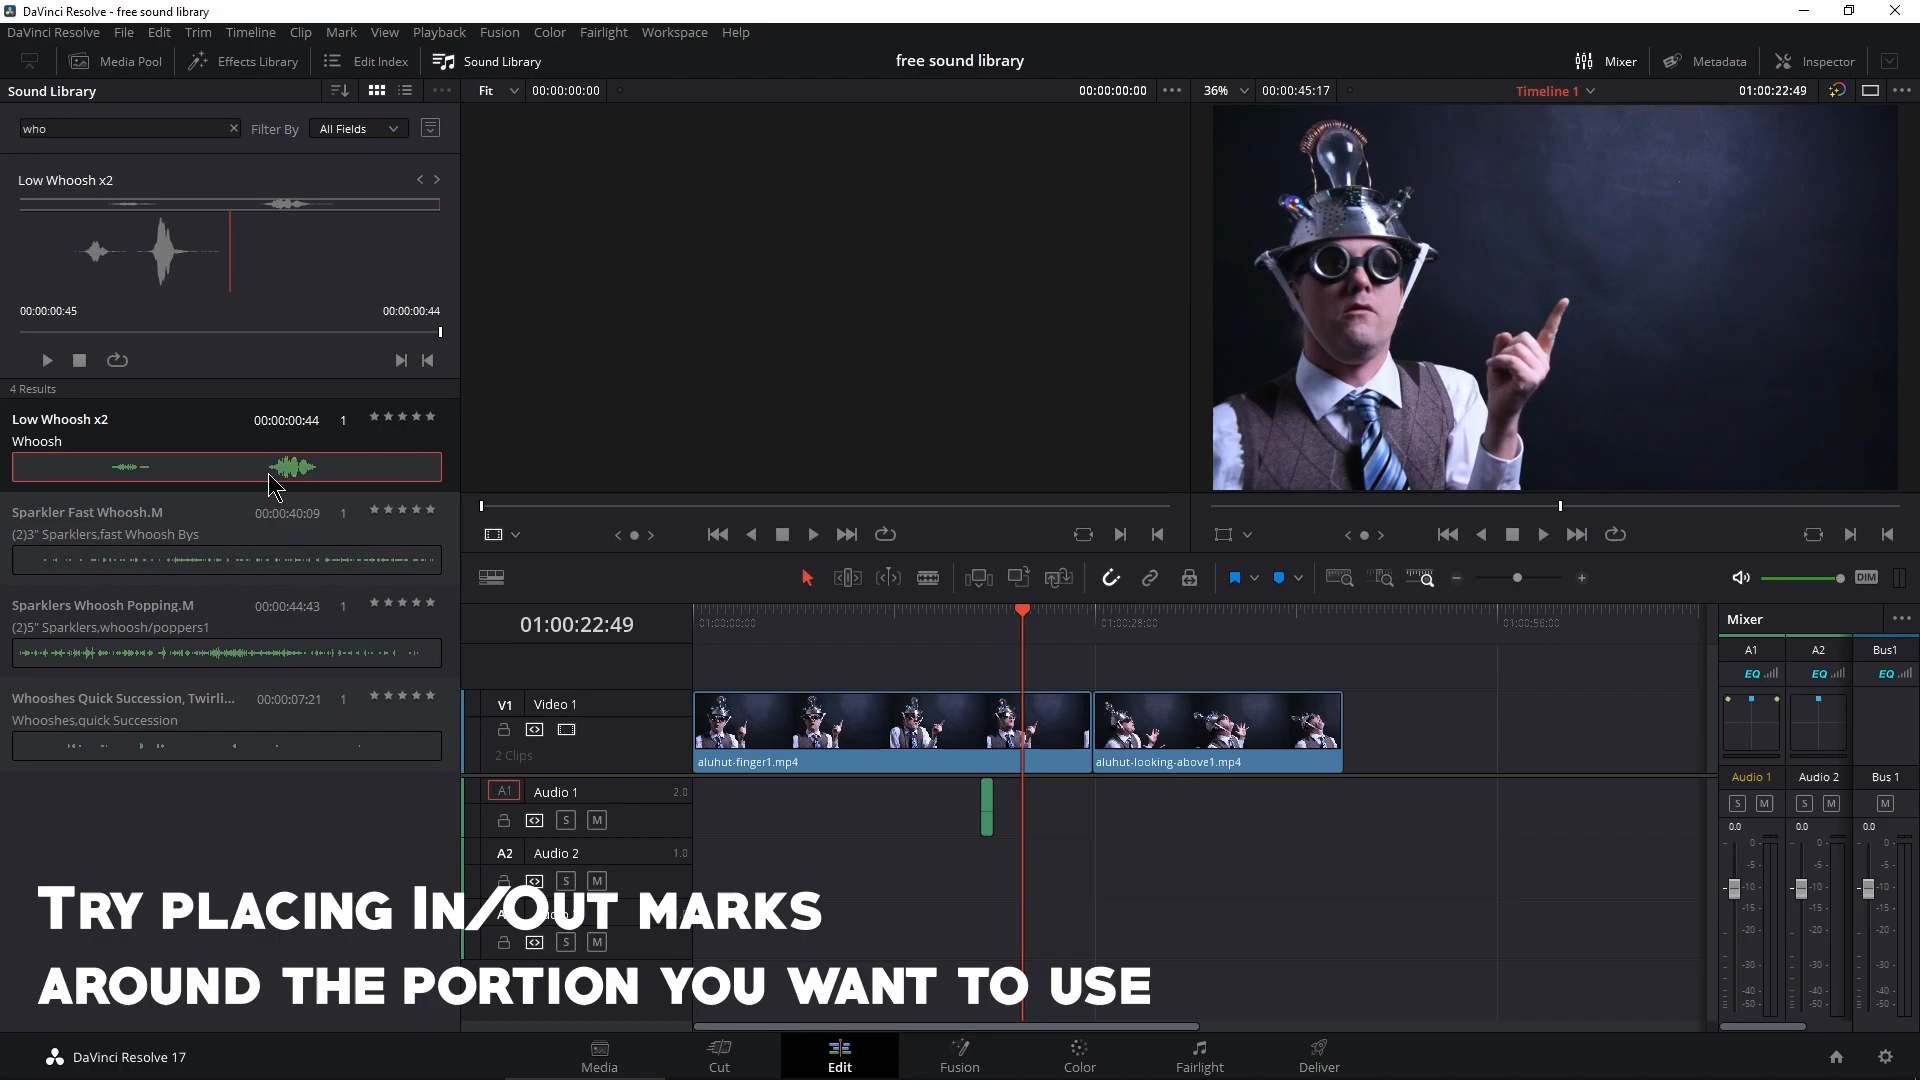 DaVinci Resolve - free sound library
DaVinci Resolve File Edit Trim Timeline Clip Mark View Playback Fusion Color Fairlight Workspace Help
Media Pool Effects Library Edit Index Sound Library free sound library Mixer Metadata Inspector
Sound Library Fit 00:00:00:00 00:00:00:00 36% 00:00:45:17 Timeline 1 01:00:22:49
who Filter By All Fields
Low Whoosh x2
00:00:00:45 00:00:00:44
4 Results
Low Whoosh x2 00:00:00:44 1
Whoosh
Sparkler Fast Whoosh.M 00:00:40:09 1
(2)3" Sparklers,fast Whoosh Bys
Sparklers Whoosh Popping.M 00:00:44:43 1
(2)5" Sparklers,whoosh/poppers1
Whooshes Quick Succession, Twirli... 00:00:07:21 1
Whooshes,quick Succession
DIM
01:00:22:49
01:00:00:00 01:00:28:00 01:00:56:00
V1 Video 1
2 Clips
aluhut-finger1.mp4 aluhut-looking-above1.mp4
A1 Audio 1 2.0
S M
A2 Audio 2 1.0
S M
S M
Mixer
A1 A2 Bus1
EQ EQ EQ
Audio 1 Audio 2 Bus 1
S M S M M
0.0 0.0 0.0
0 0 0
-5 -5 -5
-10 -10 -10
-15 -15 -15
-20 -20 -20
-30 -30 -30
-40 -40 -40
-50 -50 -50
Try placing In/Out marks
around the portion you want to use
DaVinci Resolve 17
Media Cut Edit Fusion Color Fairlight Deliver